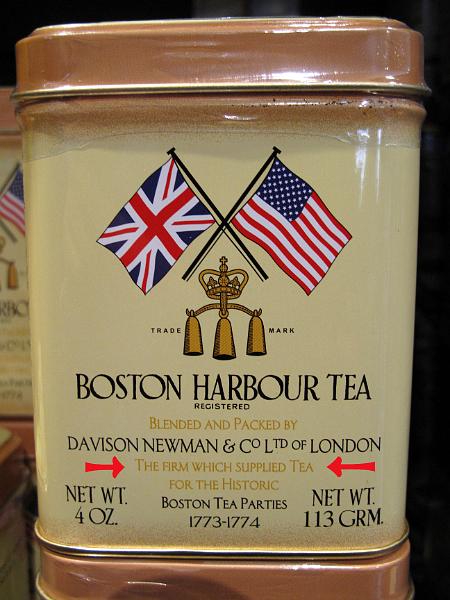 TRADE MARK
BOSTON HARBOUR TEA
REGISTERED
BLENDED AND PACKED BY
DAVISON NEWMAN & CO LTD OF LONDON
THE FIRM WHICH SUPPLIED TEA
FOR THE HISTORIC
BOSTON TEA PARTIES
1773-1774
NET WT.
4 OZ.
NET WT.
113 GRM.